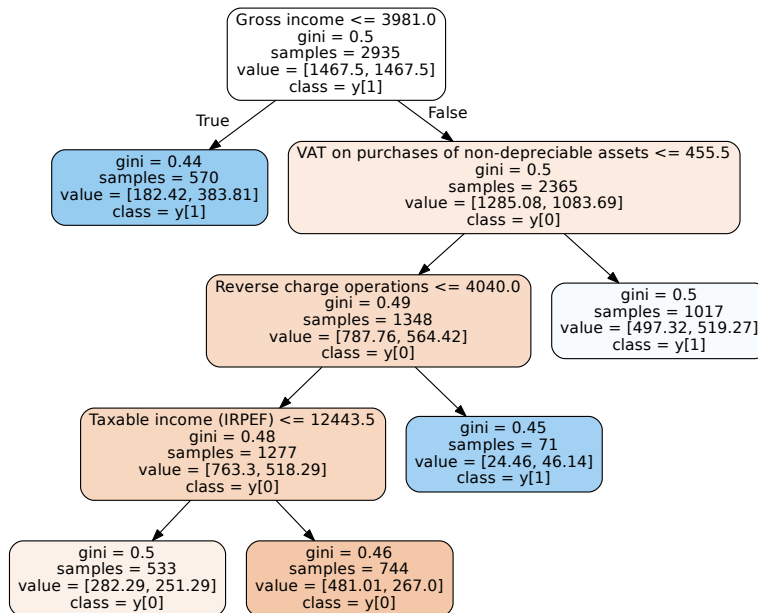 Gross income <= 3981.0
gini = 0.5
samples = 2935
value = [1467.5, 1467.5]
class = y[1]
True
False
gini = 0.44
samples = 570
value = [182.42, 383.81]
class = y[1]
VAT on purchases of non-depreciable assets <= 455.5
gini = 0.5
samples = 2365
value = [1285.08, 1083.69]
class = y[0]
Reverse charge operations <= 4040.0
gini = 0.49
samples = 1348
value = [787.76, 564.42]
class = y[0]
gini = 0.5
samples = 1017
value = [497.32, 519.27]
class = y[1]
Taxable income (IRPEF) <= 12443.5
gini = 0.48
samples = 1277
value = [763.3, 518.29]
class = y[0]
gini = 0.45
samples = 71
value = [24.46, 46.14]
class = y[1]
gini = 0.5
samples = 533
value = [282.29, 251.29]
class = y[0]
gini = 0.46
samples = 744
value = [481.01, 267.0]
class = y[0]